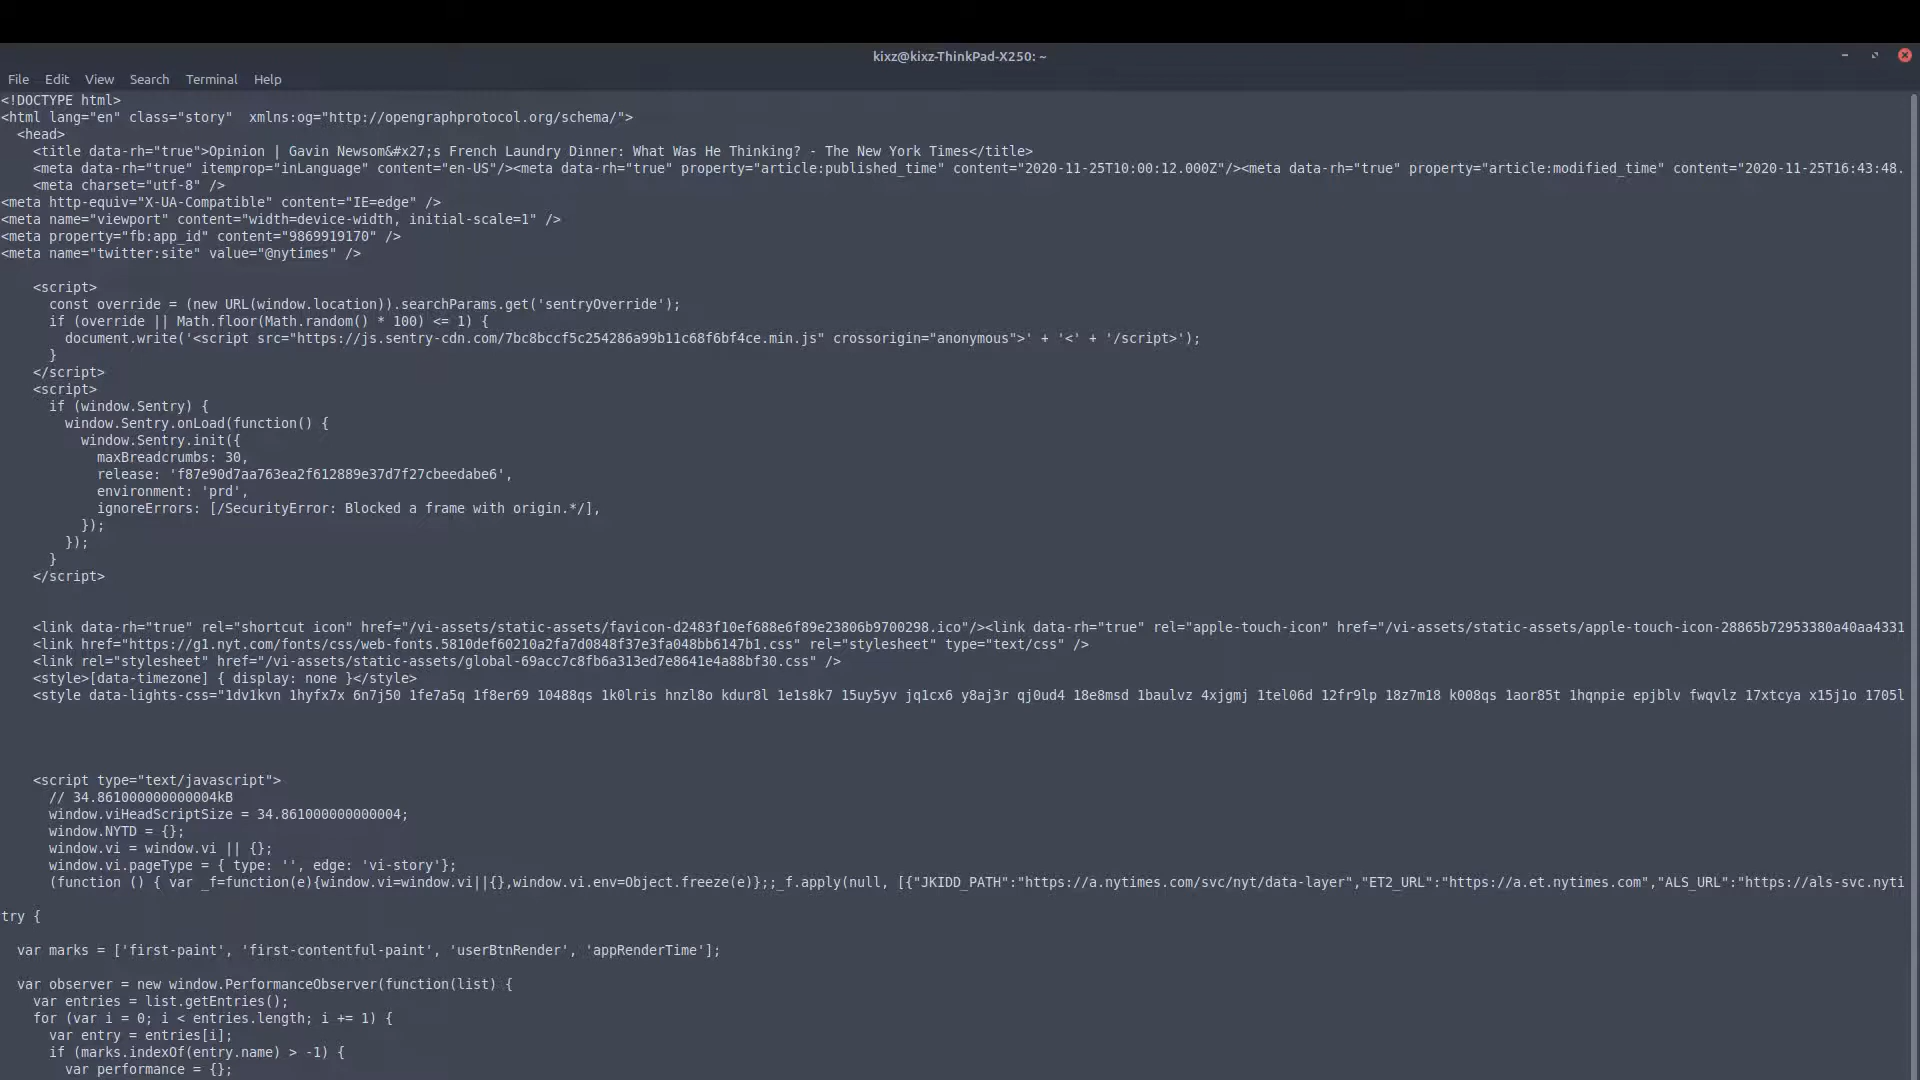 kixz@kixz-ThinkPad-X250: ~
File Edit View Search Terminal Help
<!DOCTYPE html>
<html lang="en" class="story"  xmlns:og="http://opengraphprotocol.org/schema/">
  <head>
    <title data-rh="true">Opinion | Gavin Newsom&#x27;s French Laundry Dinner: What Was He Thinking? - The New York Times</title>
    <meta data-rh="true" itemprop="inLanguage" content="en-US"/><meta data-rh="true" property="article:published_time" content="2020-11-25T10:00:12.000Z"/><meta data-rh="true" property="article:modified_time" content="2020-11-25T16:43:48.
    <meta charset="utf-8" />
<meta http-equiv="X-UA-Compatible" content="IE=edge" />
<meta name="viewport" content="width=device-width, initial-scale=1" />
<meta property="fb:app_id" content="9869919170" />
<meta name="twitter:site" value="@nytimes" />
    <script>
      const override = (new URL(window.location)).searchParams.get('sentryOverride');
      if (override || Math.floor(Math.random() * 100) <= 1) {
        document.write('<script src="https://js.sentry-cdn.com/7bc8bccf5c254286a99b11c68f6bf4ce.min.js" crossorigin="anonymous">' + '<' + '/script>');
      }
    </script>
    <script>
      if (window.Sentry) {
        window.Sentry.onLoad(function() {
          window.Sentry.init({
            maxBreadcrumbs: 30,
            release: 'f87e90d7aa763ea2f612889e37d7f27cbeedabe6',
            environment: 'prd',
            ignoreErrors: [/SecurityError: Blocked a frame with origin.*/],
          });
        });
      }
    </script>
    <link data-rh="true" rel="shortcut icon" href="/vi-assets/static-assets/favicon-d2483f10ef688e6f89e23806b9700298.ico"/><link data-rh="true" rel="apple-touch-icon" href="/vi-assets/static-assets/apple-touch-icon-28865b72953380a40aa4331
    <link href="https://g1.nyt.com/fonts/css/web-fonts.5810def60210a2fa7d0848f37e3fa048bb6147b1.css" rel="stylesheet" type="text/css" />
    <link rel="stylesheet" href="/vi-assets/static-assets/global-69acc7c8fb6a313ed7e8641e4a88bf30.css" />
    <style>[data-timezone] { display: none }</style>
    <style data-lights-css="1dv1kvn 1hyfx7x 6n7j50 1fe7a5q 1f8er69 10488qs 1k0lris hnzl8o kdur8l 1e1s8k7 15uy5yv jq1cx6 y8aj3r qj0ud4 18e8msd 1baulvz 4xjgmj 1tel06d 12fr9lp 18z7m18 k008qs 1aor85t 1hqnpie epjblv fwqvlz 17xtcya x15j1o 1705l
    <script type="text/javascript">
      // 34.861000000000004kB
      window.viHeadScriptSize = 34.861000000000004;
      window.NYTD = {};
      window.vi = window.vi || {};
      window.vi.pageType = { type: '', edge: 'vi-story'};
      (function () { var _f=function(e){window.vi=window.vi||{},window.vi.env=Object.freeze(e)};;_f.apply(null, [{"JKIDD_PATH":"https://a.nytimes.com/svc/nyt/data-layer","ET2_URL":"https://a.et.nytimes.com","ALS_URL":"https://als-svc.nyti
try {
  var marks = ['first-paint', 'first-contentful-paint', 'userBtnRender', 'appRenderTime'];
  var observer = new window.PerformanceObserver(function(list) {
    var entries = list.getEntries();
    for (var i = 0; i < entries.length; i += 1) {
      var entry = entries[i];
      if (marks.indexOf(entry.name) > -1) {
        var performance = {};